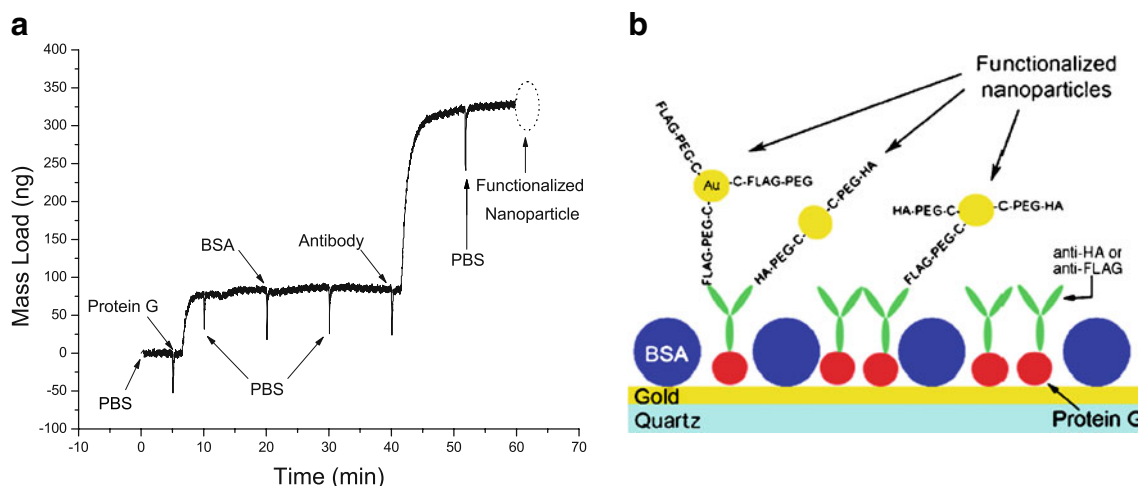 a
400
350
300
250
200
150
100
50
0
-50
-100
Mass Load (ng)
0
10
20
30
40
50
60
70
Time (min)
PBS
Protein G
PBS
BSA
Antibody
PBS
Functionalized
Nanoparticle
b
Functionalized
nanoparticles
FLAG-PEG-C
Au
C-FLAG-PEG
FLAG-PEG-C
HA-PEG-C
C-PEG-HA
HA-PEG-C
C-PEG-HA
FLAG-PEG-C
anti-HA or
anti-FLAG
BSA
Gold
Quartz
Protein G